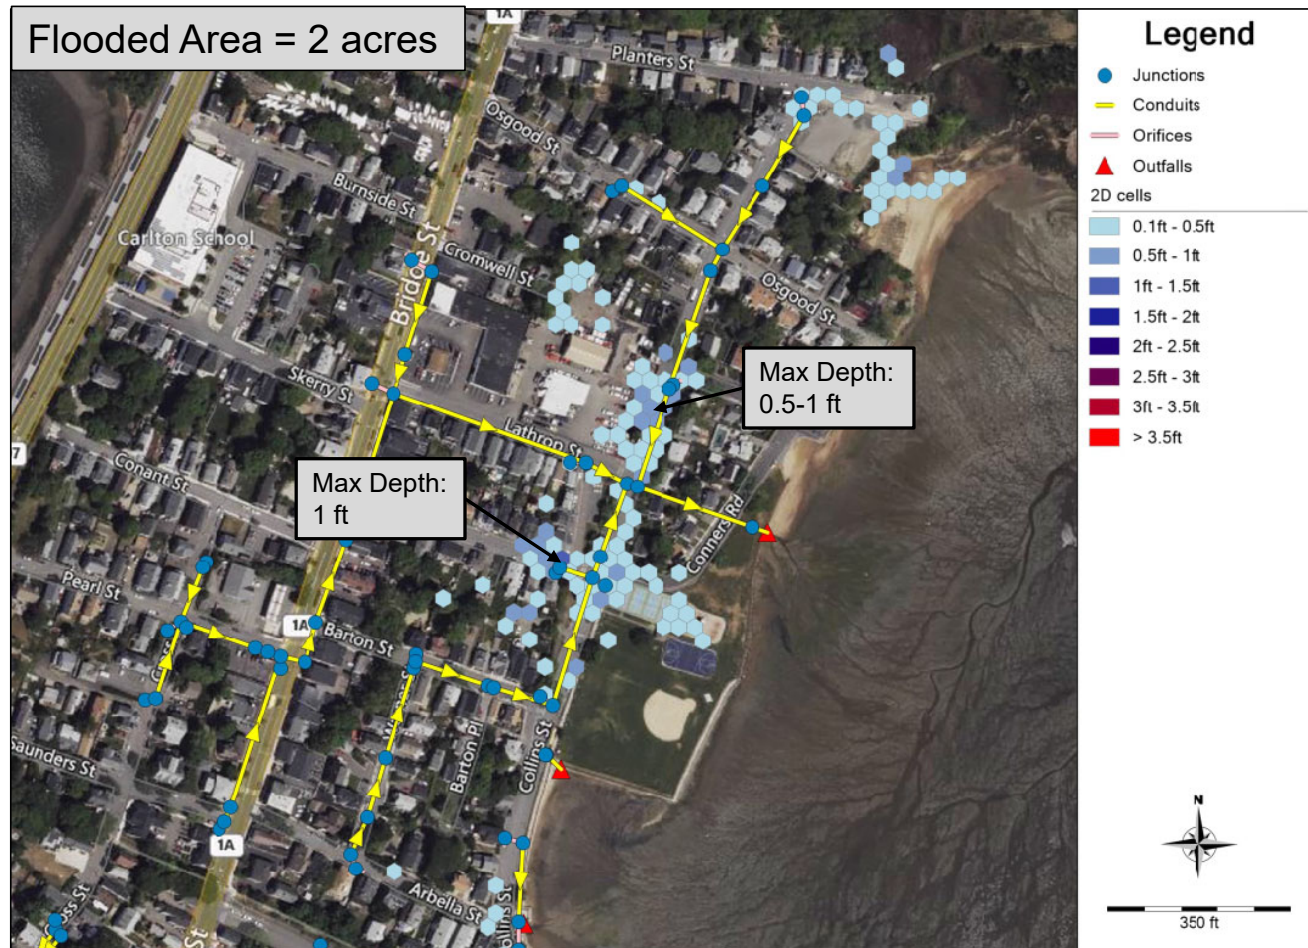 Flooded Area = 2 acres
1A
Planters St
Osgood St
Burnside St
Carlton School
Bridge St
Cromwell St
Osgood St
Skerry St
Max Depth:
0.5-1 ft
Lathrop St
7
Conant St
Max Depth:
1 ft
Conners Rd
Pearl St
1A
Barton St
Saunders St
Barton Pl
Collins St
1A
Arbella St
Cross St
St
Collins St
Legend
Junctions
Conduits
Orifices
Outfalls
2D cells
0.1ft - 0.5ft
0.5ft - 1ft
1ft - 1.5ft
1.5ft - 2ft
2ft - 2.5ft
2.5ft - 3ft
3ft - 3.5ft
> 3.5ft
N
350 ft